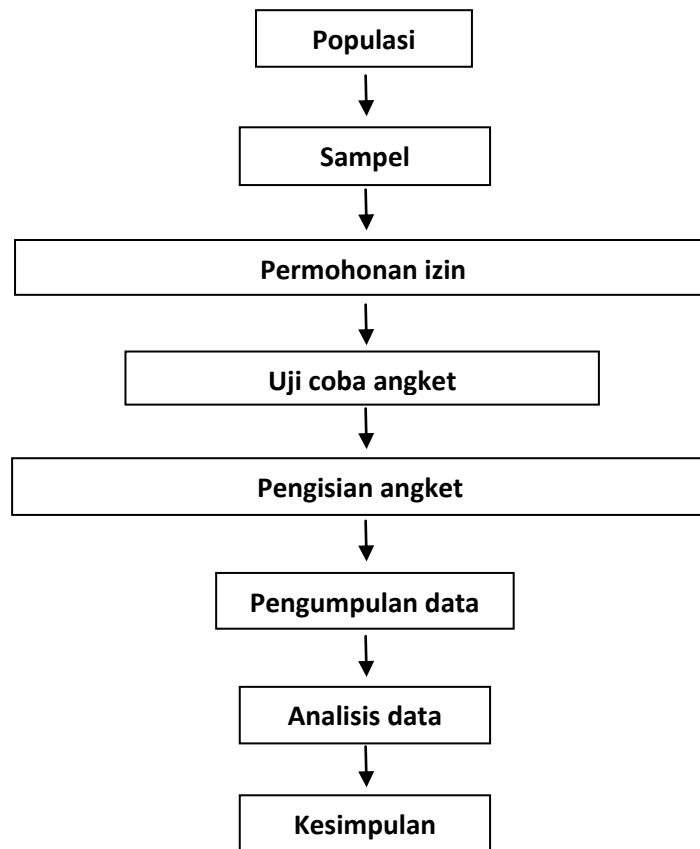 Populasi
Sampel
Permohonan izin
Uji coba angket
Pengisian angket
Pengumpulan data
Analisis data
Kesimpulan